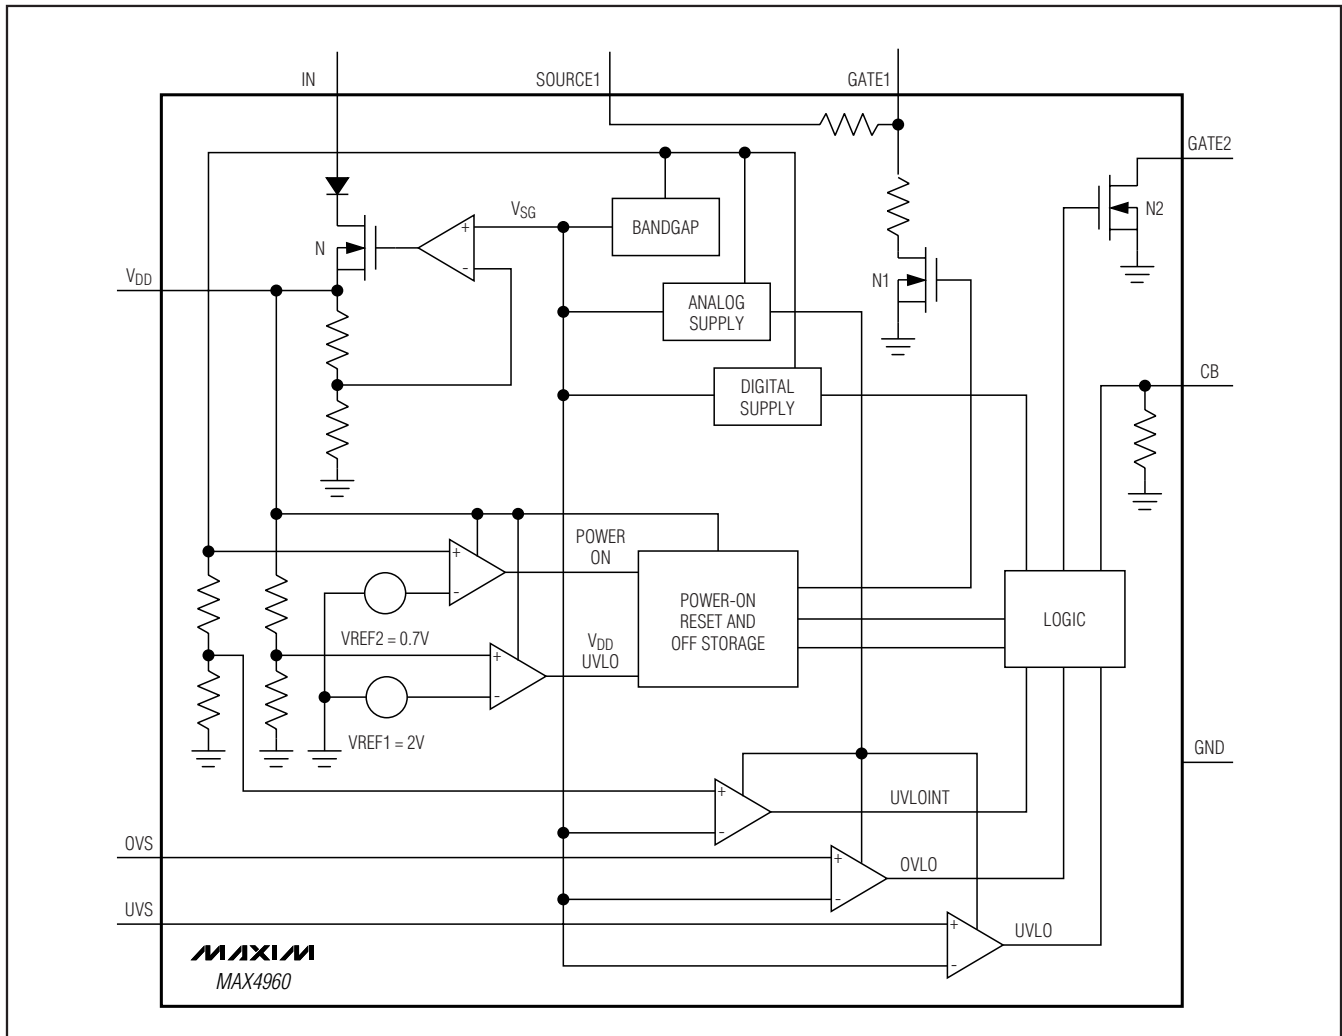 IN
SOURCE1
GATE1
GATE2
VSG
BANDGAP
N2
N
N1
VDD
ANALOG
SUPPLY
CB
DIGITAL
SUPPLY
POWER
ON
POWER-ON
RESET AND
OFF STORAGE
LOGIC
VREF2 = 0.7V
VDD
UVLO
VREF1 = 2V
GND
UVLOINT
OVS
OVLO
UVS
UVLO
MAXIM
MAX4960
+
-
+
-
+
-
+
-
+
-
+
-